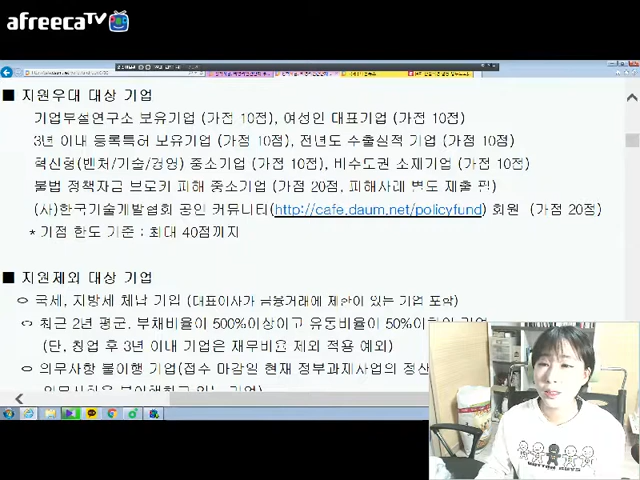 afreecaTV
■ 지원우대 대상 기업
기업부설연구소 보유기업 (가점 10점), 여성인 대표기업 (가점 10점)
3년 이내 등록특허 보유기업 (가점 10점), 전년도 수출실적 기업 (가점 10점)
혁신형(벤처/기술/경영) 중소기업 (가점 10점), 비수도권 소재기업 (가점 10점)
불법 정책자금 브로키 피해 중소기업 (가점 20점, 피해사례 별도 제출 필)
(사)한국기술개발협회 공인 커뮤니티(http://cafe.daum.net/policyfund) 회원 (가점 20점)
* 기점 한도 기준 : 최대 40점까지
■ 지원제외 대상 기업
국세, 지방세 체납 기입 (대표이사가 금융거래에 제한이 있는 기업 포함)
최근 2년 평균, 부채비율이 500%이상이고 유동비율이 50%이하인 기업
(단, 창업 후 3년 이내 기업은 재무비율 제외 적용 예외)
의무사항 불이행 기업(접수 마감일 현재 정부과제사업의 정산